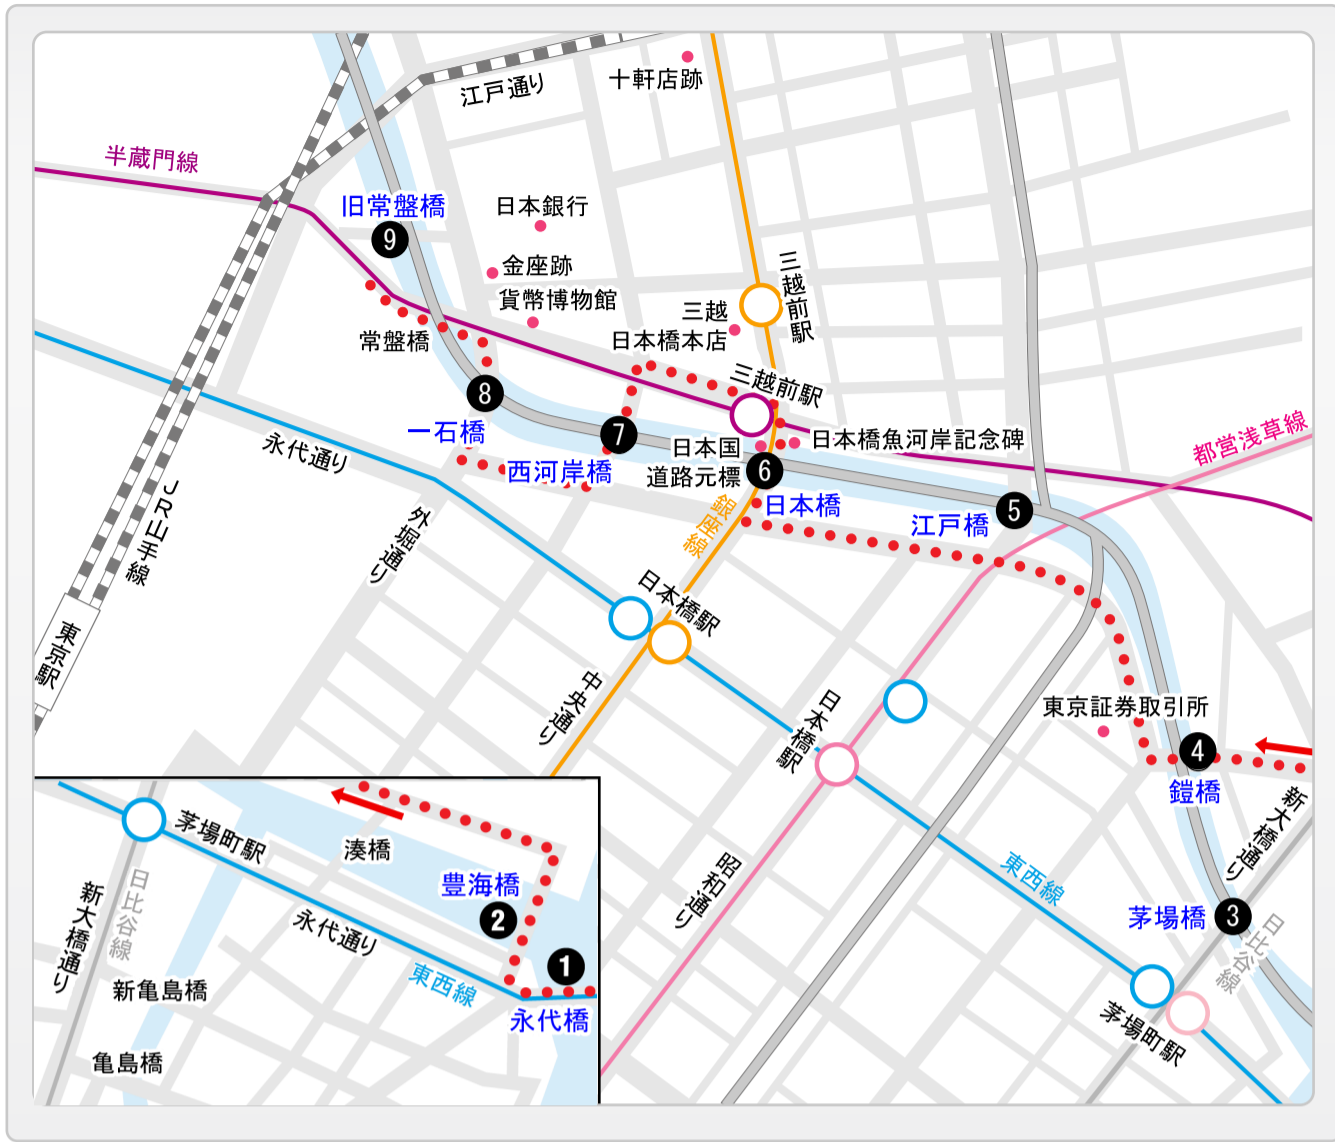 十軒店跡
江戸通り
半蔵門線
旧常盤橋
9
日本銀行
金座跡
貨幣博物館
三越前駅
三越
日本橋本店
常盤橋
三越前駅
8
一石橋
7
西河岸橋
日本国
道路元標
日本橋魚河岸記念碑
6
日本橋
都営浅草線
永代通り
JR山手線
外堀通り
銀座線
江戸橋
5
東京駅
日本橋駅
中央通り
日本橋駅
東京証券取引所
4
鎧橋
新大橋通り
昭和通り
東西線
茅場橋
3
日比谷線
茅場町駅
茅場町駅
湊橋
豊海橋
2
新大橋通り
日比谷線
永代通り
東西線
1
新亀島橋
永代橋
亀島橋